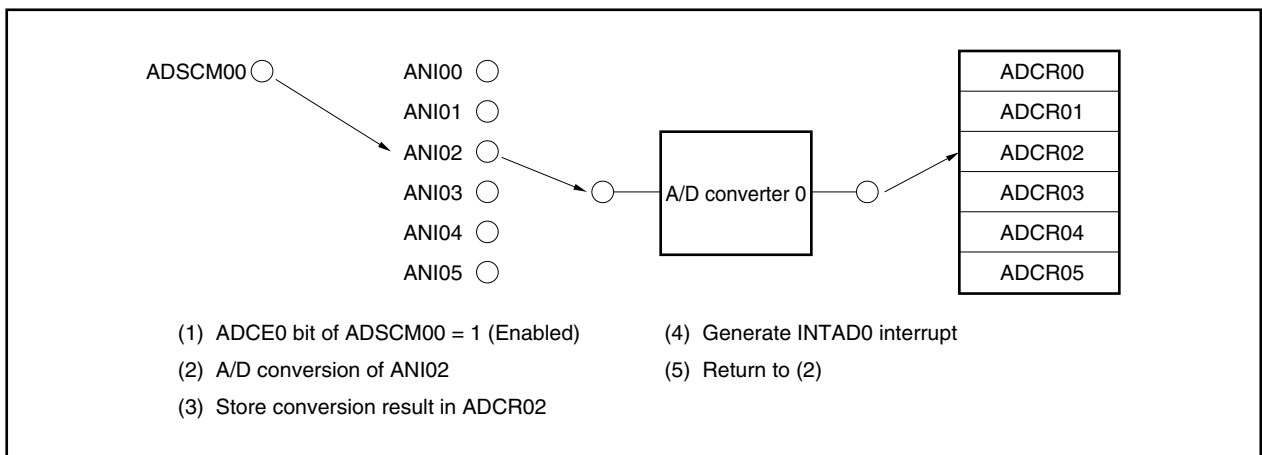 ADSCM00 ANI00 ADCR00
ANI01 ADCR01
ANI02 ADCR02
ANI03 A/D converter 0 ADCR03
ANI04 ADCR04
ANI05 ADCR05
(1) ADCE0 bit of ADSCM00 = 1 (Enabled)
(2) A/D conversion of ANI02
(3) Store conversion result in ADCR02
(4) Generate INTAD0 interrupt
(5) Return to (2)